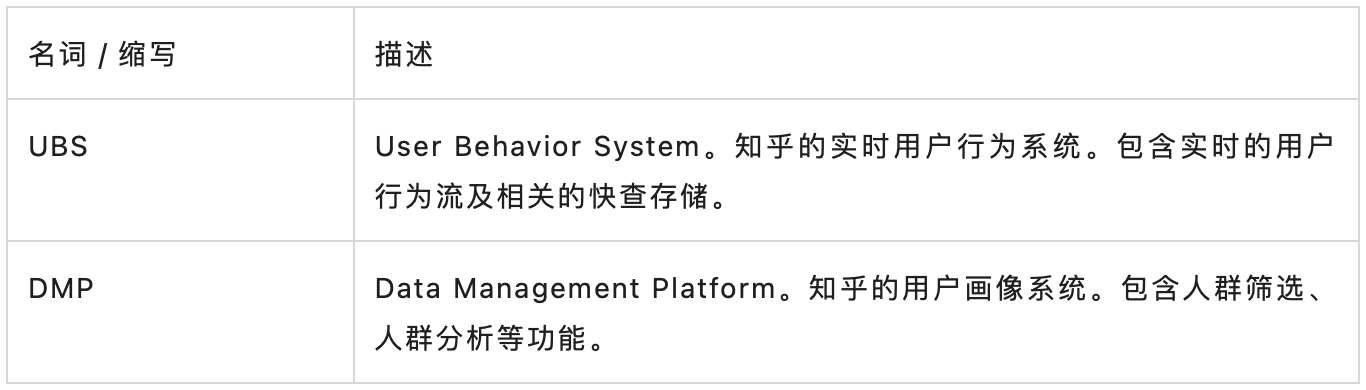 名词 / 缩写
描述
UBS
User Behavior System。知乎的实时用户行为系统。包含实时的用户
行为流及相关的快查存储。
DMP
Data Management Platform。知乎的用户画像系统。包含人群筛选、
人群分析等功能。